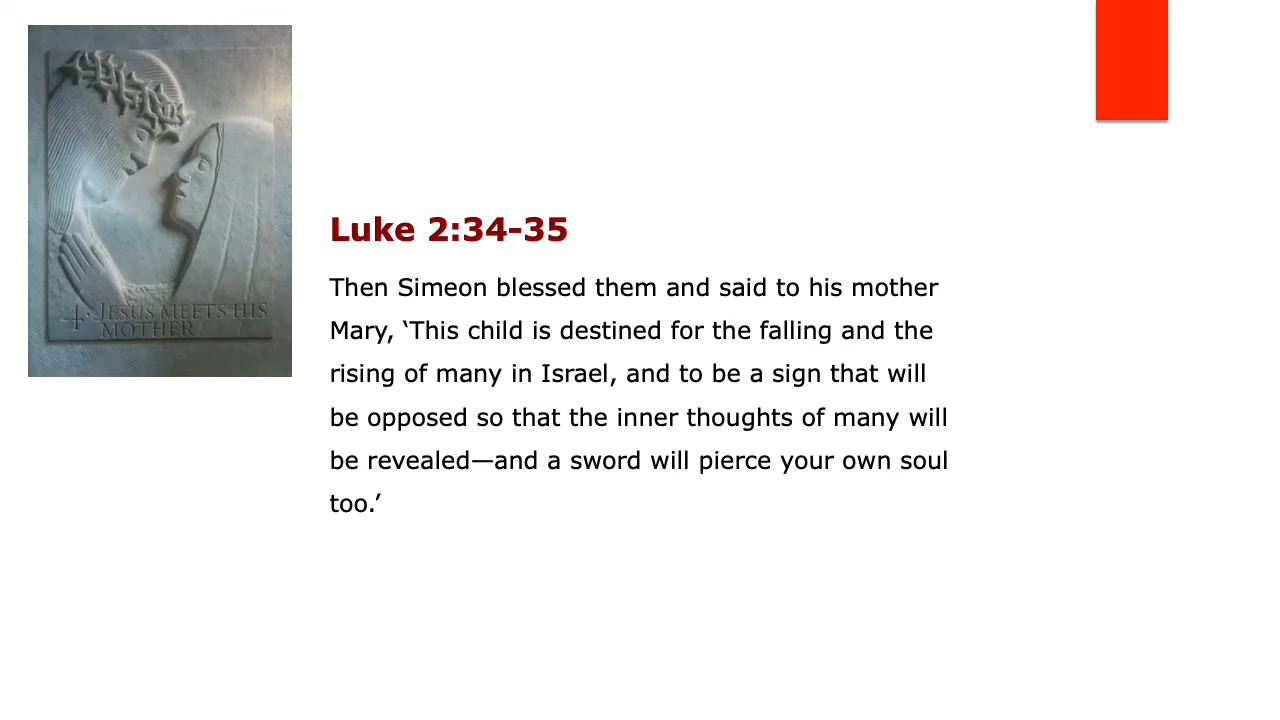 4. JESUS MEETS HIS
MOTHER
Luke 2:34-35
Then Simeon blessed them and said to his mother
Mary, ‘This child is destined for the falling and the
rising of many in Israel, and to be a sign that will
be opposed so that the inner thoughts of many will
be revealed—and a sword will pierce your own soul
too.’